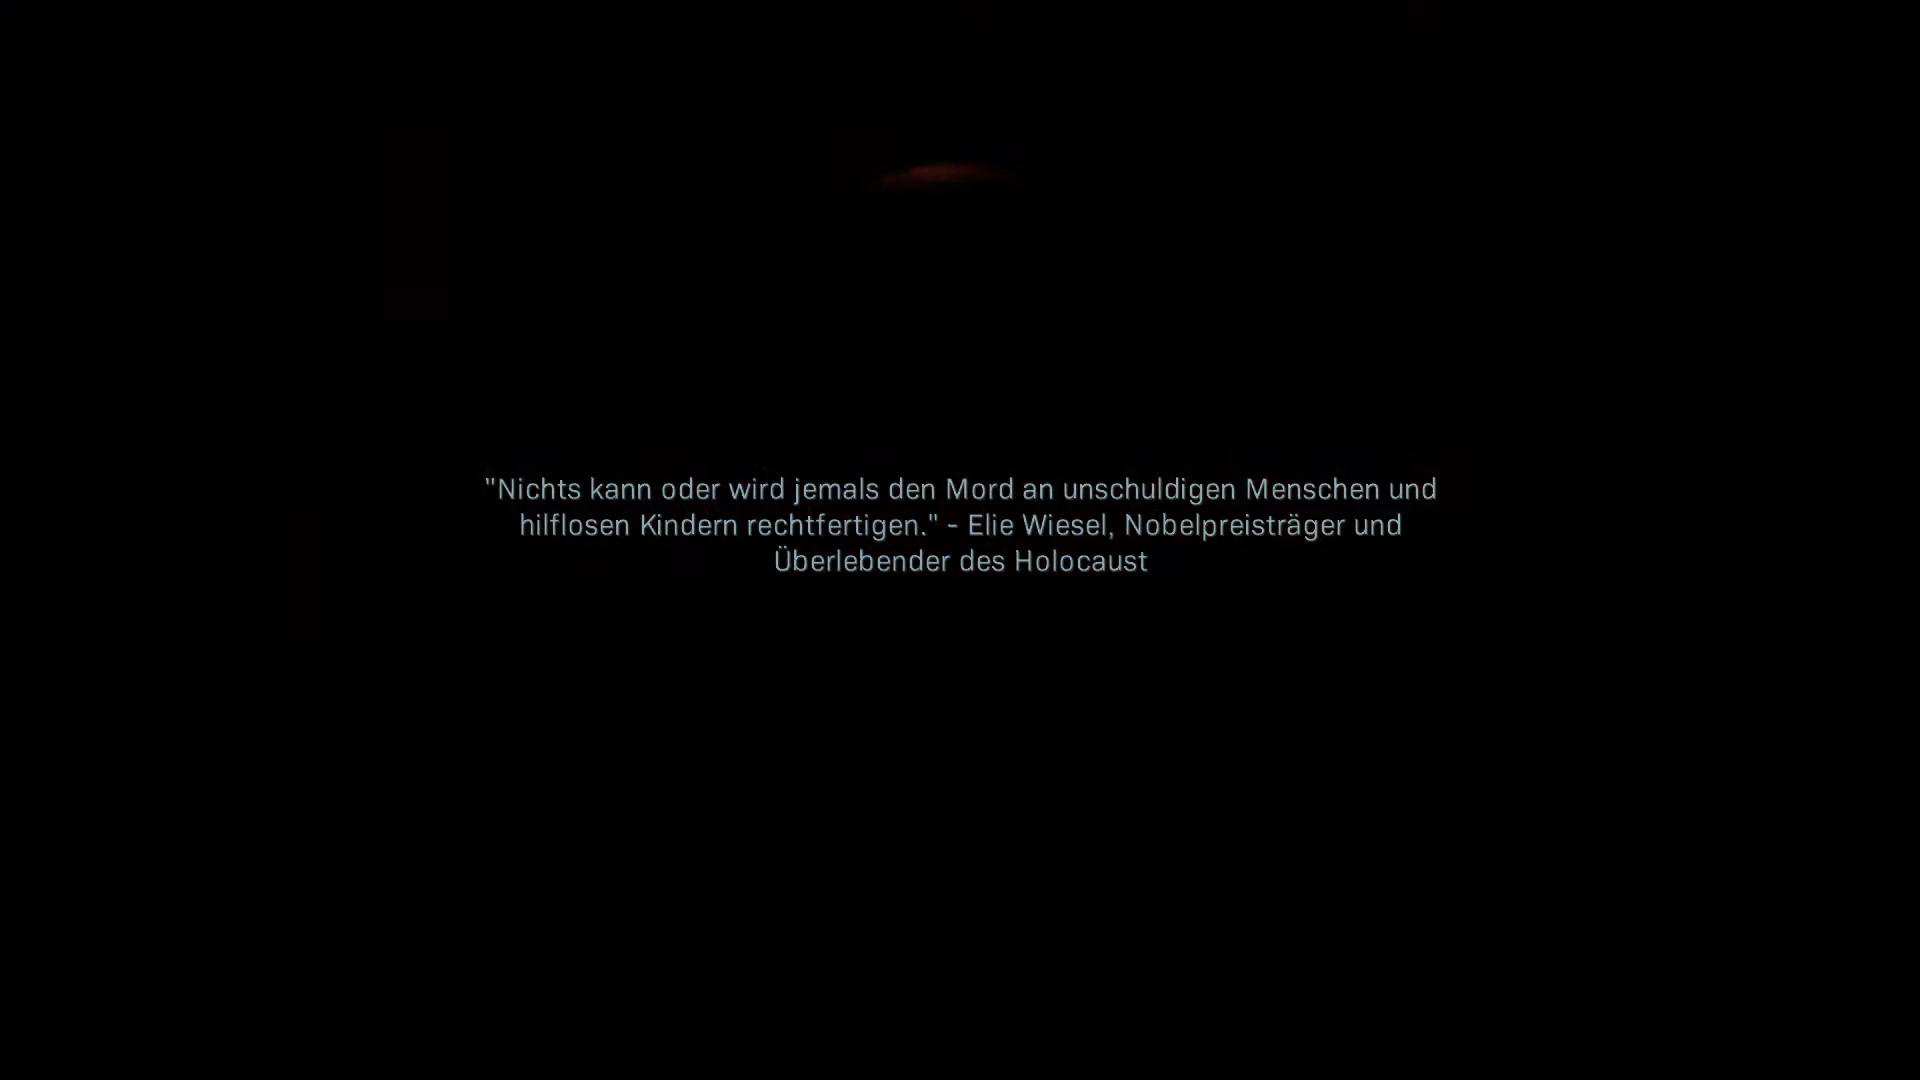 "Nichts kann oder wird jemals den Mord an unschuldigen Menschen und
hilflosen Kindern rechtfertigen." - Elie Wiesel, Nobelpreisträger und
Überlebender des Holocaust